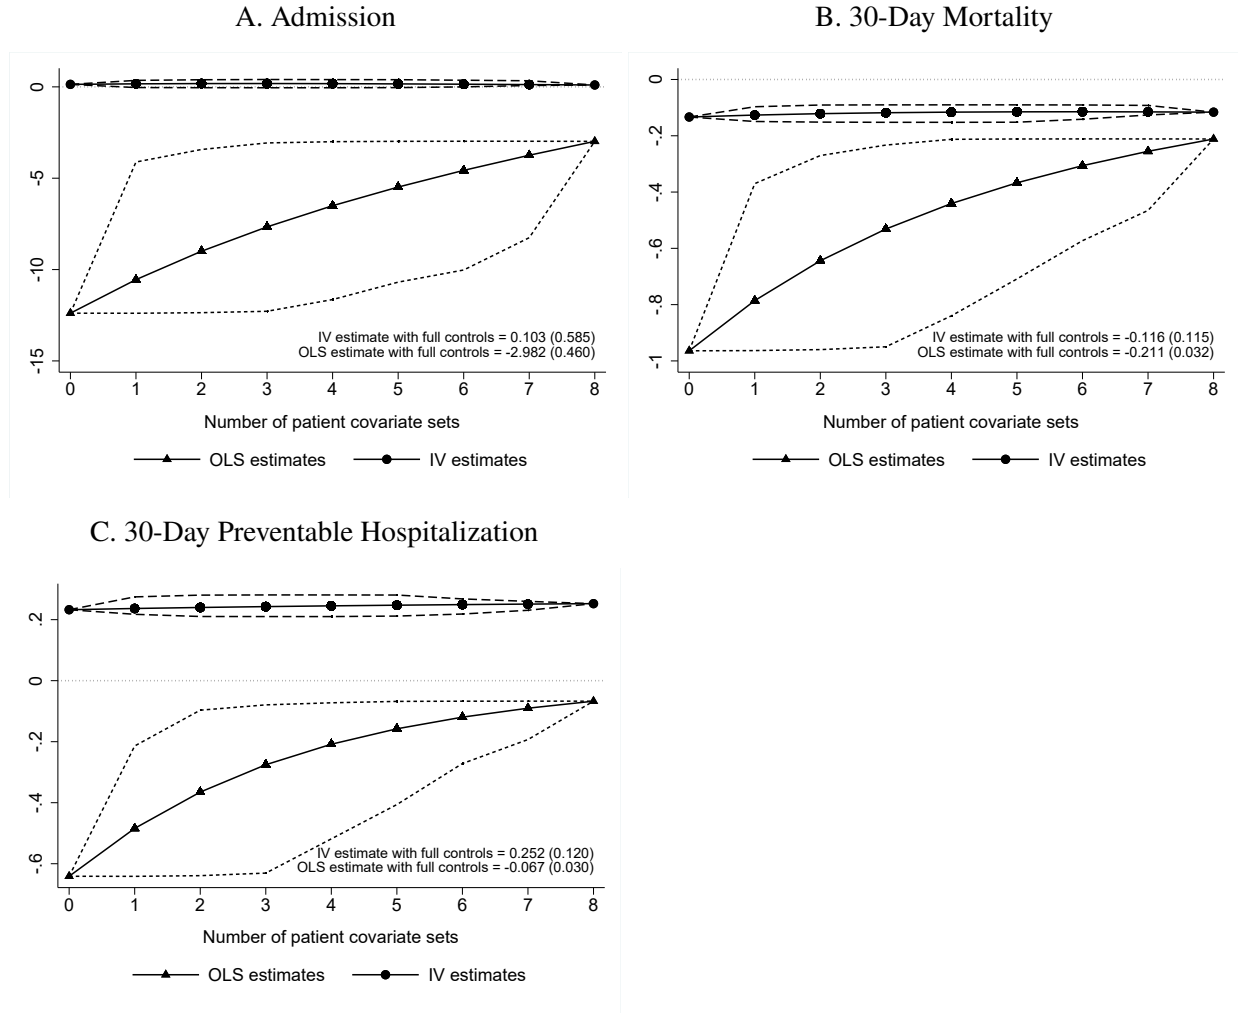 A. Admission
0
-5
-10
-15
IV estimate with full controls = 0.103 (0.585)
OLS estimate with full controls = -2.982 (0.460)
0 1 2 3 4 5 6 7 8
Number of patient covariate sets
OLS estimates IV estimates
B. 30-Day Mortality
0
-.2
-.4
-.6
-.8
-1
IV estimate with full controls = -0.116 (0.115)
OLS estimate with full controls = -0.211 (0.032)
0 1 2 3 4 5 6 7 8
Number of patient covariate sets
OLS estimates IV estimates
C. 30-Day Preventable Hospitalization
.2
0
-.2
-.4
-.6
IV estimate with full controls = 0.252 (0.120)
OLS estimate with full controls = -0.067 (0.030)
0 1 2 3 4 5 6 7 8
Number of patient covariate sets
OLS estimates IV estimates